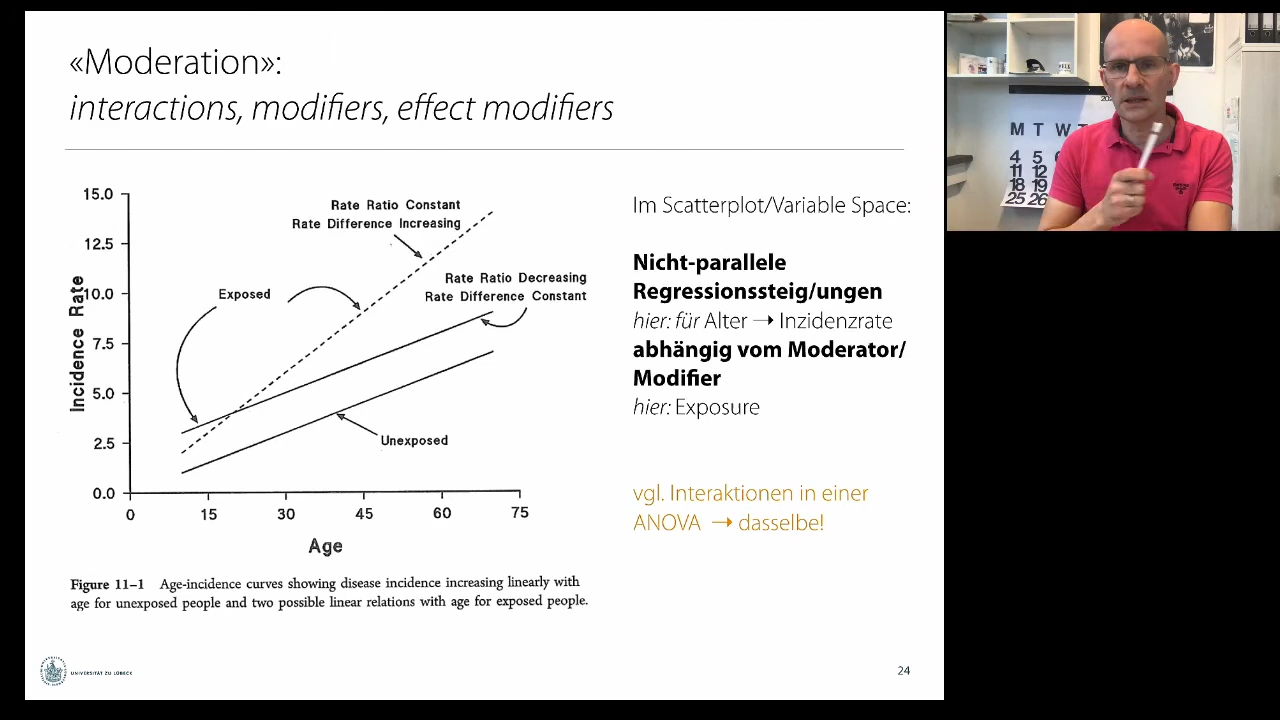 «Moderation»:
interactions, modifiers, effect modifiers
15.0
12.5
10.0
7.5
5.0
2.5
0.0
Incidence Rate
Rate Ratio Constant
Rate Difference Increasing
Rate Ratio Decreasing
Rate Difference Constant
Exposed
Unexposed
0 15 30 45 60 75
Age
Figure 11–1 Age-incidence curves showing disease incidence increasing linearly with
age for unexposed people and two possible linear relations with age for exposed people.
Im Scatterplot/Variable Space:
Nicht-parallele
Regressionssteig/ungen
hier: für Alter → Inzidenzrate
abhängig vom Moderator/
Modifier
hier: Exposure
vgl. Interaktionen in einer
ANOVA → dasselbe!
UNIVERSITÄT ZU LÜBECK
24
M T W T
4 5
11 12
18 19
25 26